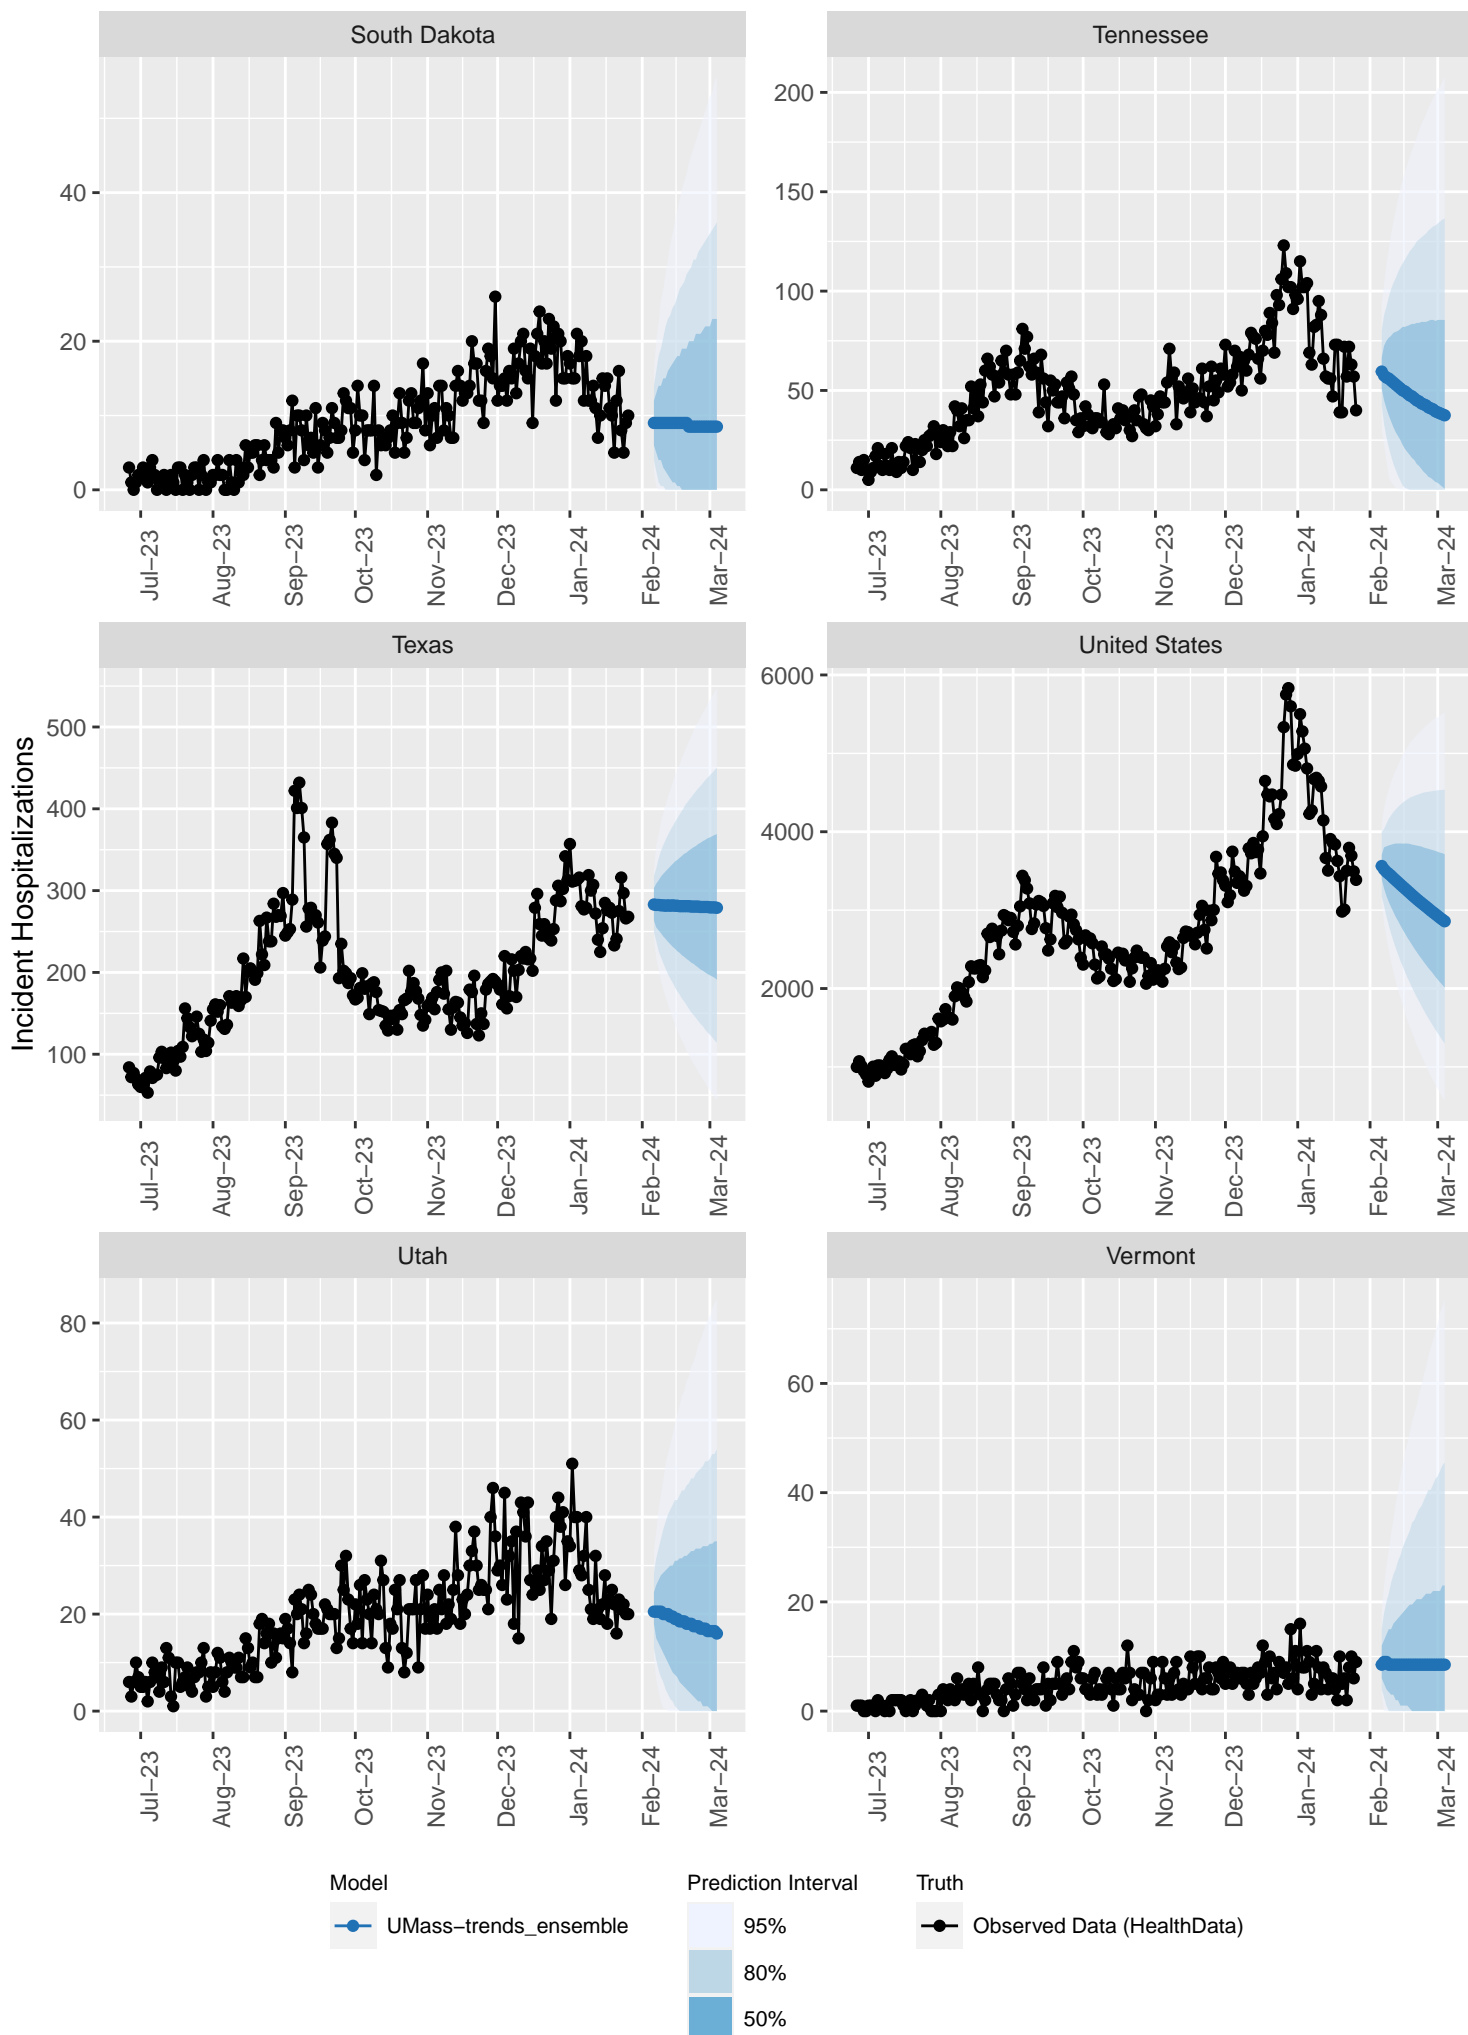 South Dakota
Tennessee
40
20
0
200
150
100
50
0
Jul−23
Aug−23
Sep−23
Oct−23
Nov−23
Dec−23
Jan−24
Feb−24
Mar−24
Jul−23
Aug−23
Sep−23
Oct−23
Nov−23
Dec−23
Jan−24
Feb−24
Mar−24
Incident Hospitalizations
Texas
United States
500
400
300
200
100
6000
4000
2000
Jul−23
Aug−23
Sep−23
Oct−23
Nov−23
Dec−23
Jan−24
Feb−24
Mar−24
Jul−23
Aug−23
Sep−23
Oct−23
Nov−23
Dec−23
Jan−24
Feb−24
Mar−24
Utah
Vermont
80
60
40
20
0
60
40
20
0
Jul−23
Aug−23
Sep−23
Oct−23
Nov−23
Dec−23
Jan−24
Feb−24
Mar−24
Jul−23
Aug−23
Sep−23
Oct−23
Nov−23
Dec−23
Jan−24
Feb−24
Mar−24
Model
UMass−trends_ensemble
Prediction Interval
95%
80%
50%
Truth
Observed Data (HealthData)